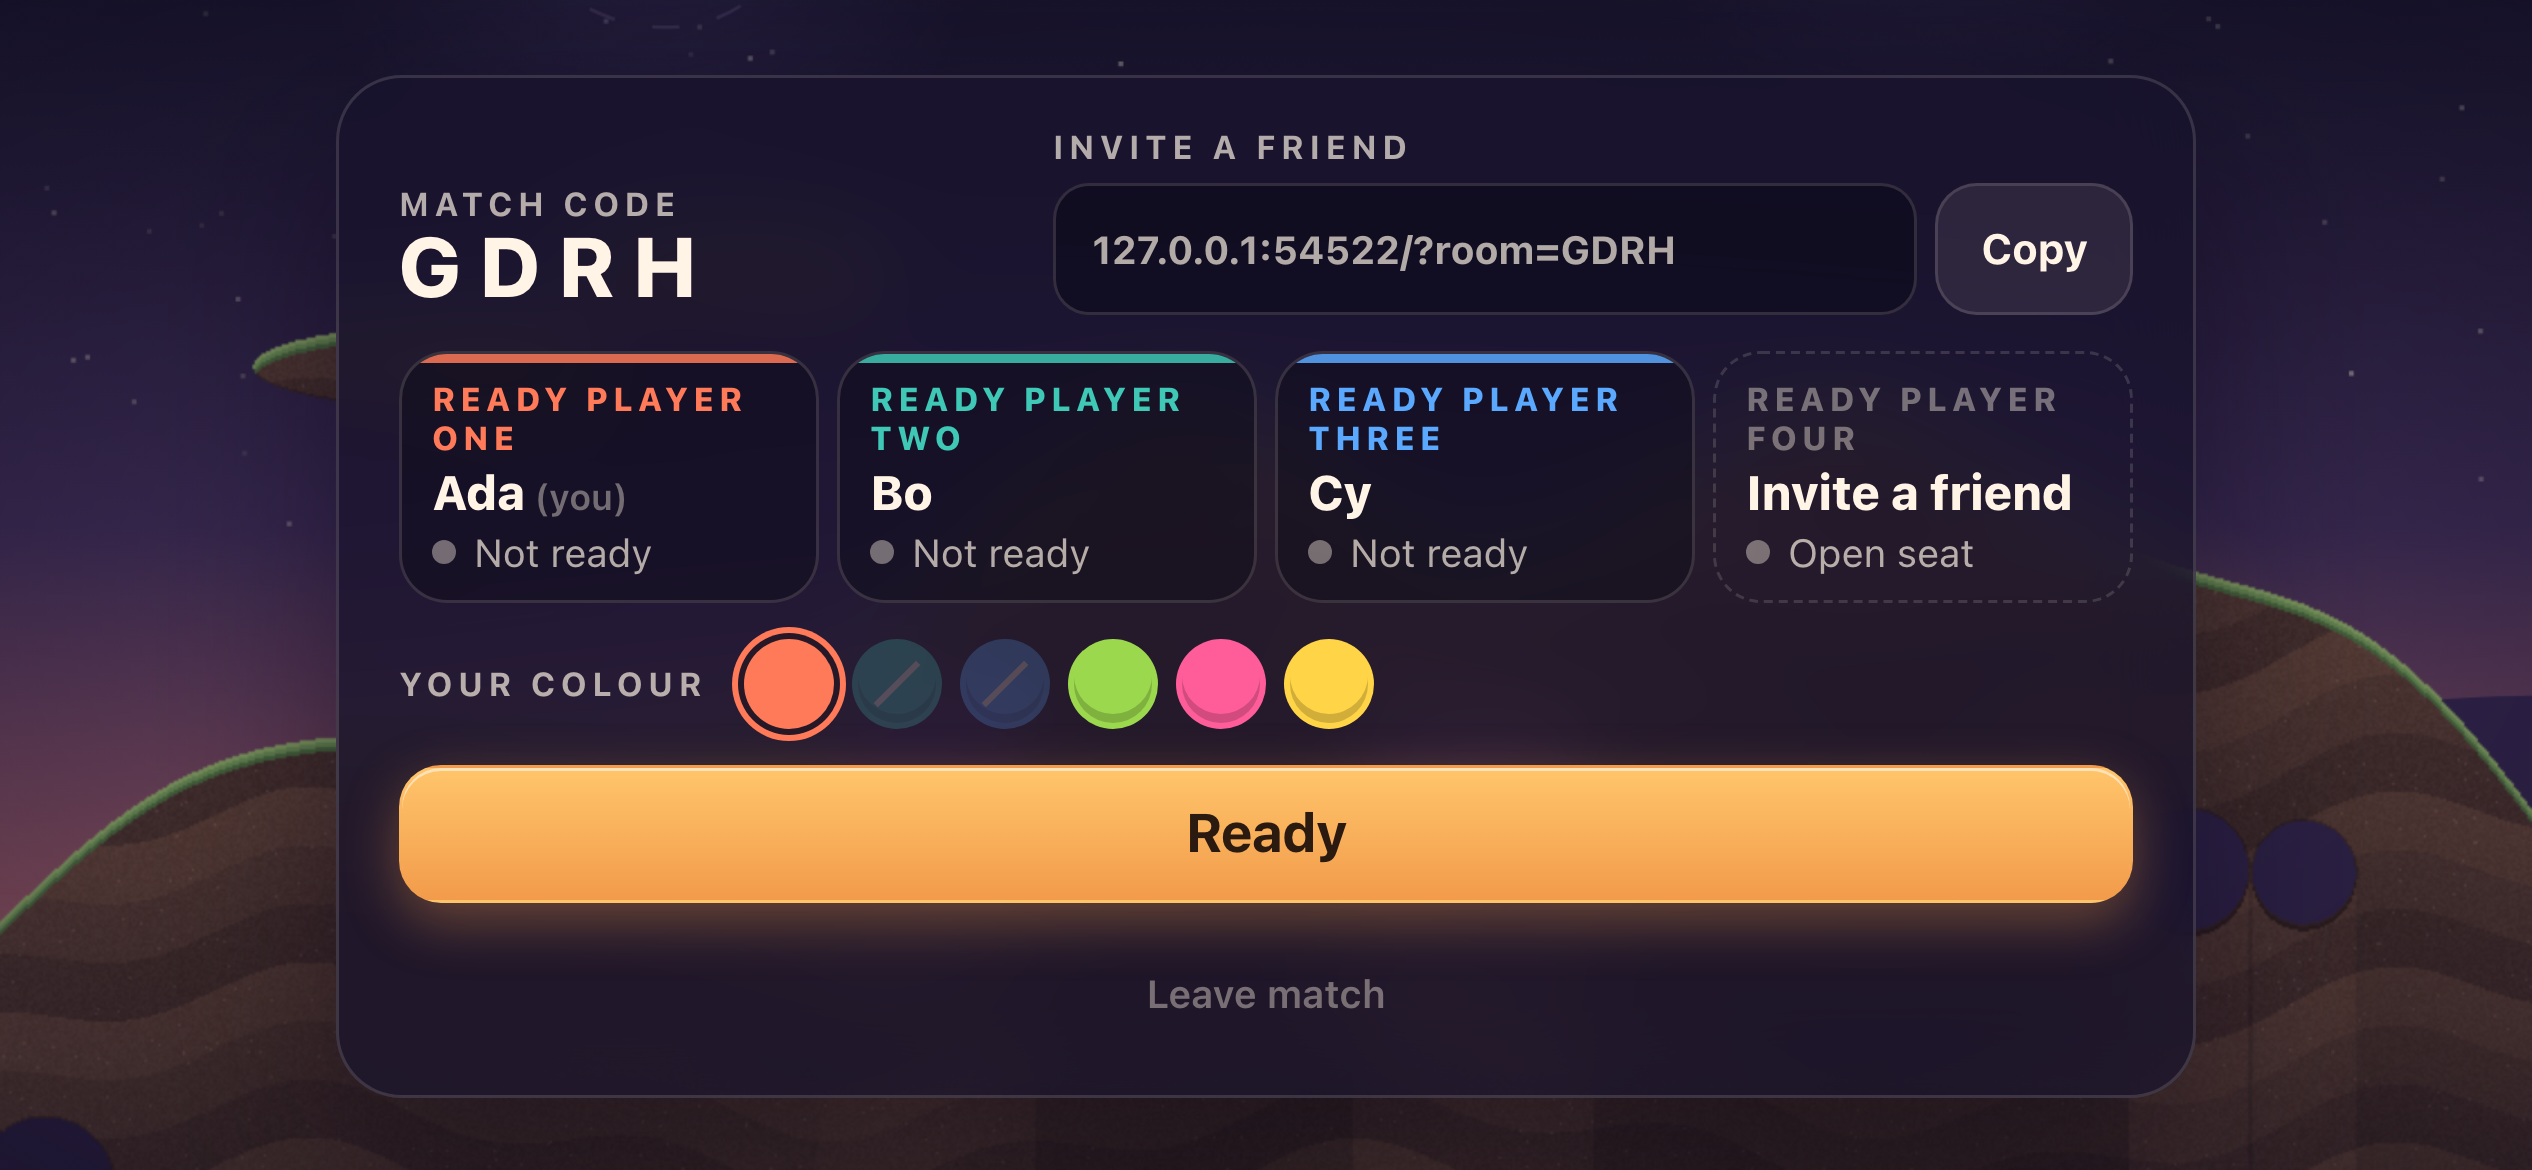 INVITE A FRIEND
MATCH CODE
GDRH
127.0.0.1:54522/?room=GDRH
Copy
READY PLAYER
ONE
Ada (you)
Not ready
READY PLAYER
TWO
Bo
Not ready
READY PLAYER
THREE
Cy
Not ready
READY PLAYER
FOUR
Invite a friend
Open seat
YOUR COLOUR
Ready
Leave match